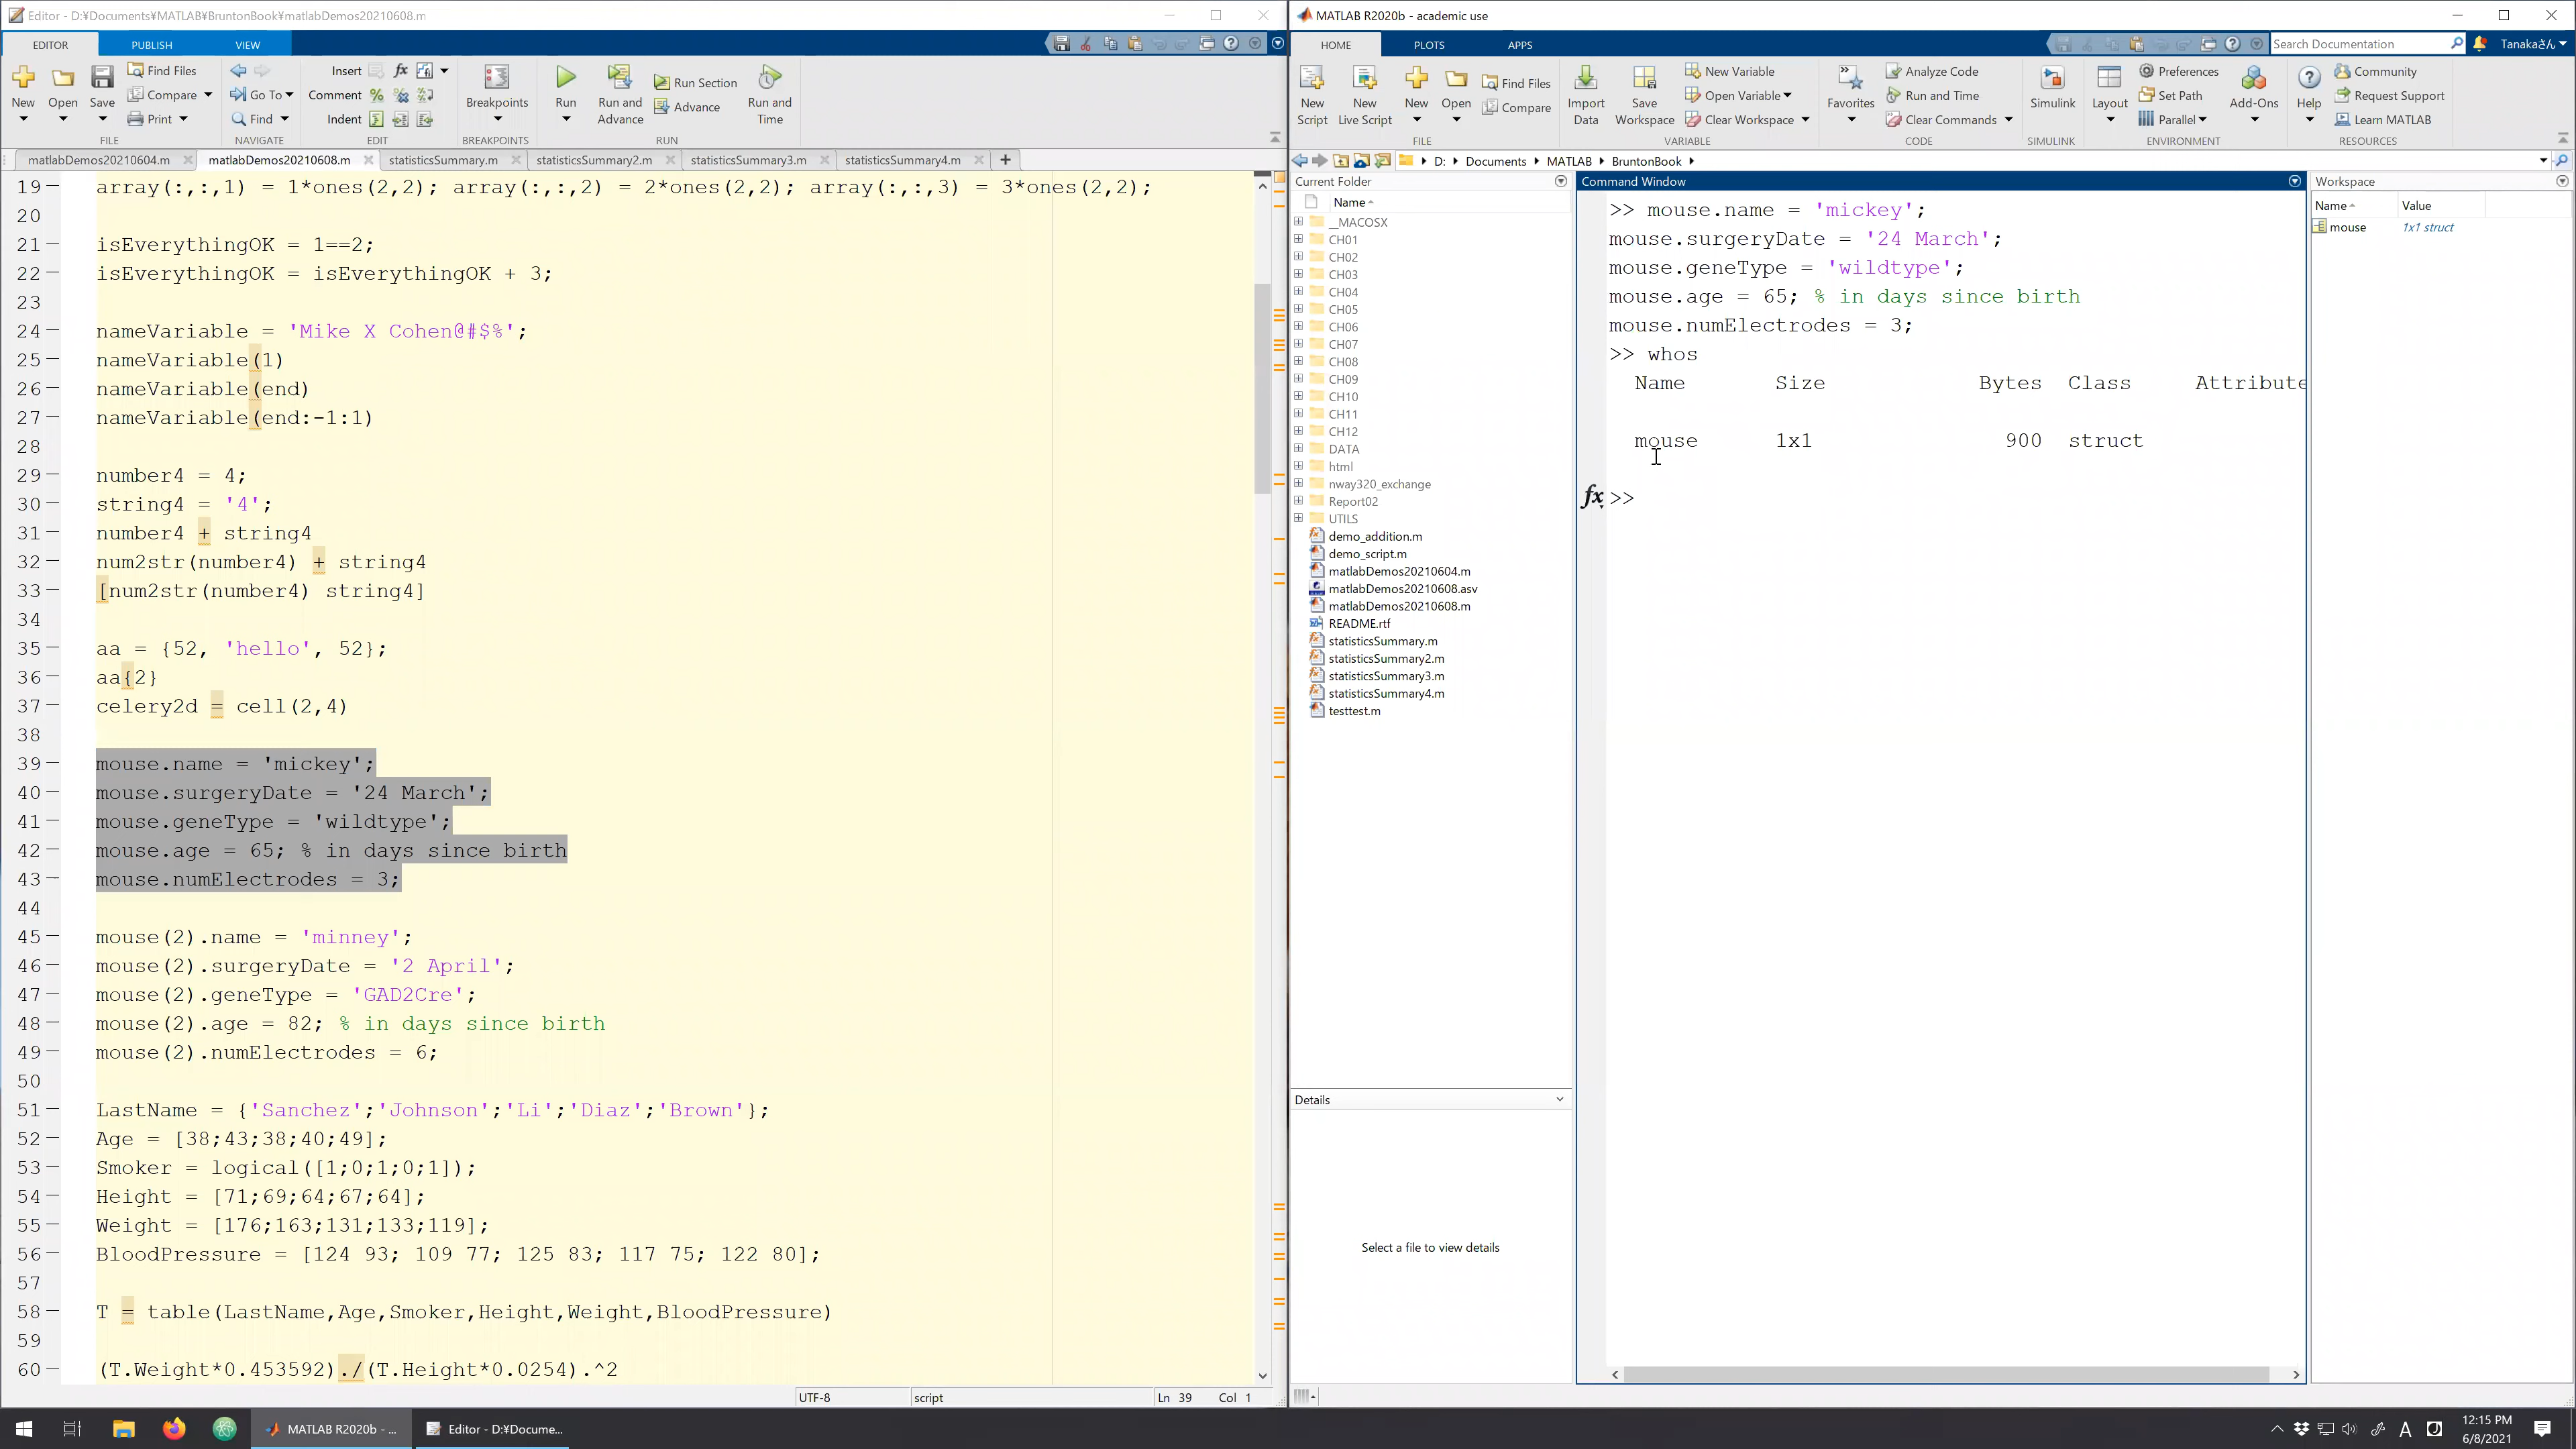 Editor - D:¥Documents¥MATLAB¥BruntonBook¥matlabDemos20210608.m
EDITOR PUBLISH VIEW
New Open Save Find Files Compare Print
Go To Find
Insert Comment Indent
Breakpoints Run Run and Advance Run Section Advance Run and Time
FILE NAVIGATE EDIT BREAKPOINTS RUN
matlabDemos20210604.m matlabDemos20210608.m statisticsSummary.m statisticsSummary2.m statisticsSummary3.m statisticsSummary4.m
19 array(:,:,1) = 1*ones(2,2); array(:,:,2) = 2*ones(2,2); array(:,:,3) = 3*ones(2,2);
20
21 isEverythingOK = 1==2;
22 isEverythingOK = isEverythingOK + 3;
23
24 nameVariable = 'Mike X Cohen@#$%';
25 nameVariable(1)
26 nameVariable(end)
27 nameVariable(end:-1:1)
28
29 number4 = 4;
30 string4 = '4';
31 number4 + string4
32 num2str(number4) + string4
33 [num2str(number4) string4]
34
35 aa = {52, 'hello', 52};
36 aa{2}
37 celery2d = cell(2,4)
38
39 mouse.name = 'mickey';
40 mouse.surgeryDate = '24 March';
41 mouse.geneType = 'wildtype';
42 mouse.age = 65; % in days since birth
43 mouse.numElectrodes = 3;
44
45 mouse(2).name = 'minney';
46 mouse(2).surgeryDate = '2 April';
47 mouse(2).geneType = 'GAD2Cre';
48 mouse(2).age = 82; % in days since birth
49 mouse(2).numElectrodes = 6;
50
51 LastName = {'Sanchez';'Johnson';'Li';'Diaz';'Brown'};
52 Age = [38;43;38;40;49];
53 Smoker = logical([1;0;1;0;1]);
54 Height = [71;69;64;67;64];
55 Weight = [176;163;131;133;119];
56 BloodPressure = [124 93; 109 77; 125 83; 117 75; 122 80];
57
58 T = table(LastName,Age,Smoker,Height,Weight,BloodPressure)
59
60 (T.Weight*0.453592)./(T.Height*0.0254).^2
UTF-8 script Ln 39 Col 1
MATLAB R2020b - academic use
HOME PLOTS APPS
Search Documentation Tanakaさん
New Script New Live Script New Open Find Files Compare
Import Data Save Workspace New Variable Open Variable Clear Workspace
Favorites Analyze Code Run and Time Clear Commands
Simulink Layout Preferences Set Path Parallel Add-Ons
Help Community Request Support Learn MATLAB
FILE VARIABLE CODE SIMULINK ENVIRONMENT RESOURCES
D: Documents MATLAB BruntonBook
Current Folder
Name
__MACOSX
CH01
CH02
CH03
CH04
CH05
CH06
CH07
CH08
CH09
CH10
CH11
CH12
DATA
html
nway320_exchange
Report02
UTILS
demo_addition.m
demo_script.m
matlabDemos20210604.m
matlabDemos20210608.asv
matlabDemos20210608.m
README.rtf
statisticsSummary.m
statisticsSummary2.m
statisticsSummary3.m
statisticsSummary4.m
testtest.m
Details
Select a file to view details
Command Window
>> mouse.name = 'mickey';
mouse.surgeryDate = '24 March';
mouse.geneType = 'wildtype';
mouse.age = 65; % in days since birth
mouse.numElectrodes = 3;
>> whos
Name Size Bytes Class Attribute
mouse 1x1 900 struct
fx >>
Workspace
Name Value
mouse 1x1 struct
MATLAB R2020b - ...
Editor - D:¥Docume...
A
12:15 PM
6/8/2021